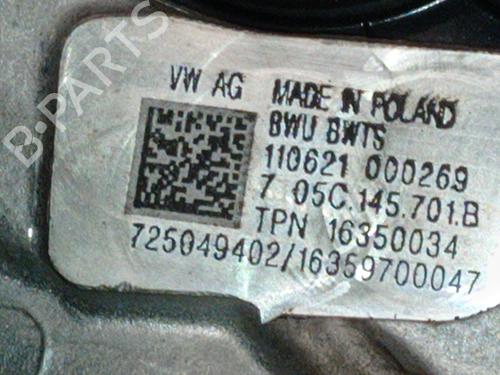 B-PARTS
VW AG MADE IN POLAND
BWU BWTS
110621 000269
7 05C.145.701.B
TPN 16350034
725049402/16359700047